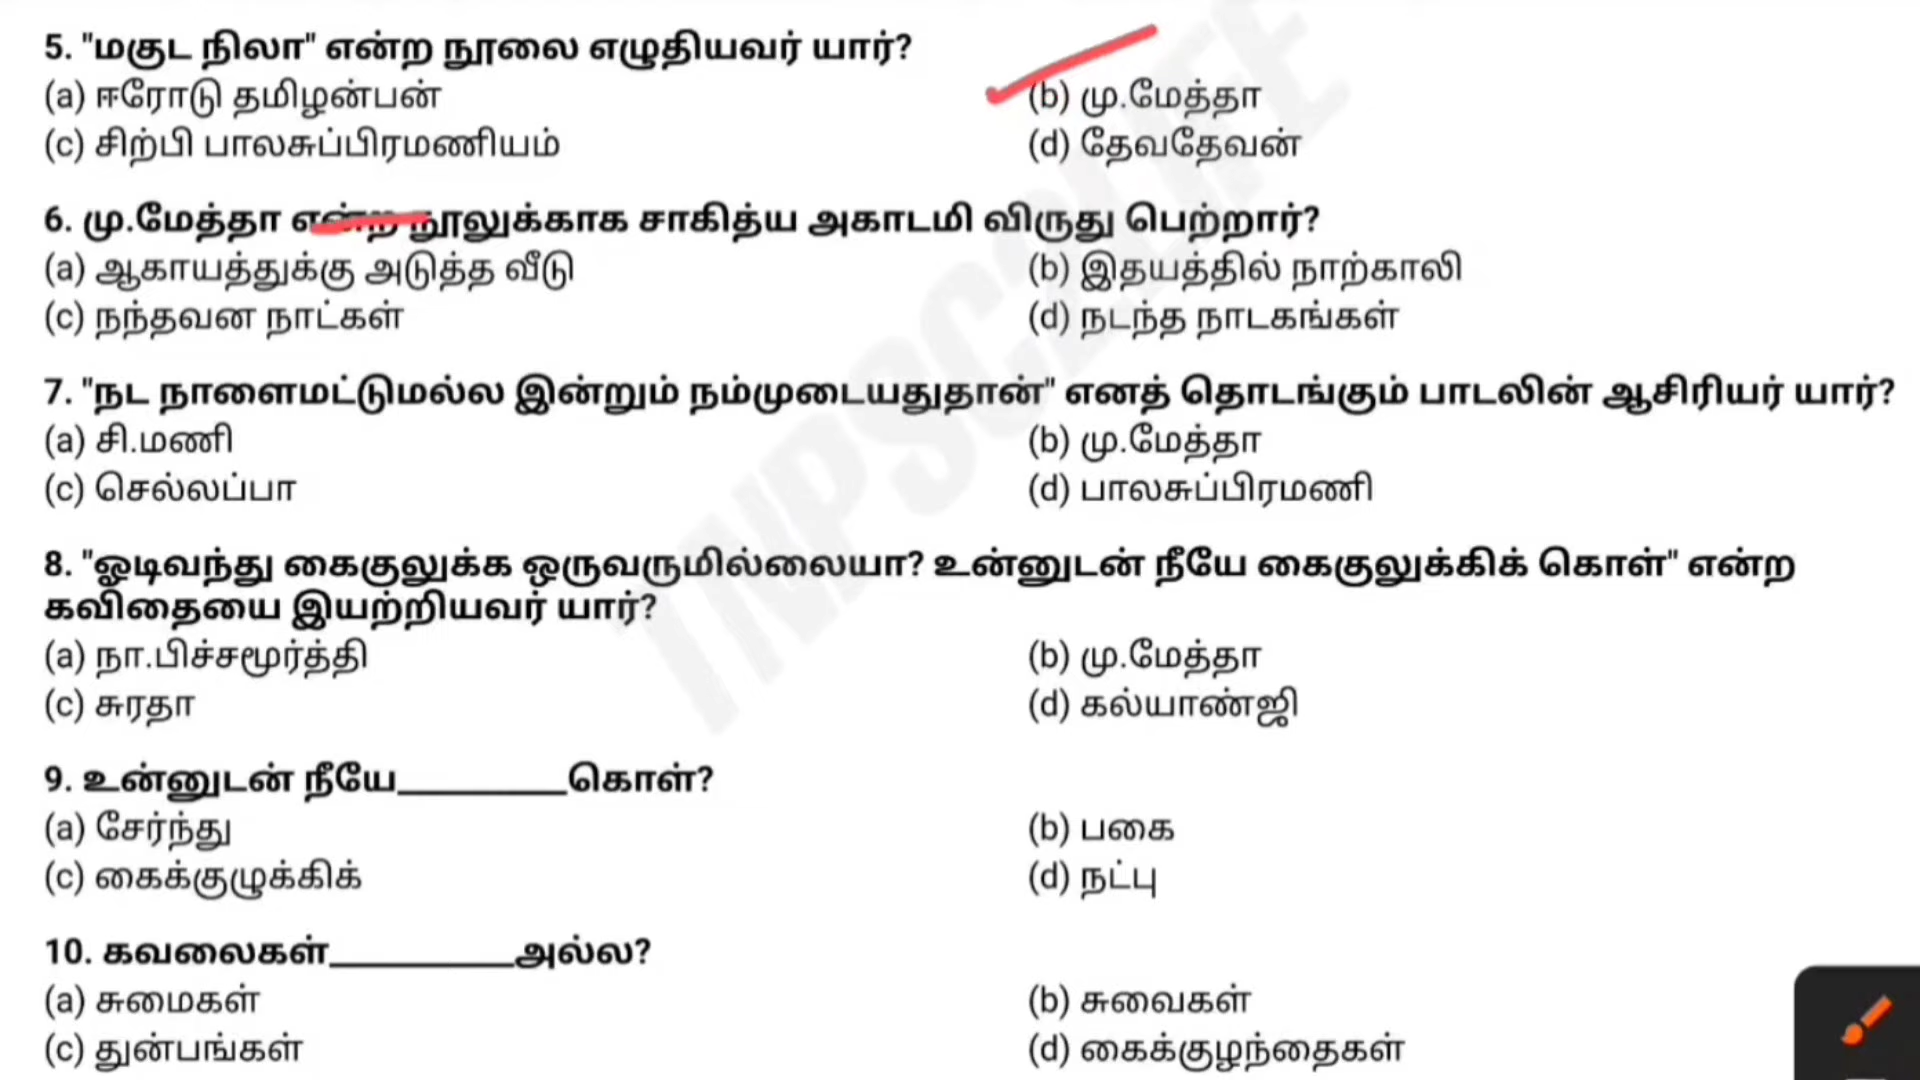 5. "மகுட நிலா" என்ற நூலை எழுதியவர் யார்?
(a) ஈரோடு தமிழன்பன் (b) மு.மேத்தா
(c) சிற்பி பாலசுப்பிரமணியம் (d) தேவதேவன்
6. மு.மேத்தா என்ற நூலுக்காக சாகித்ய அகாடமி விருது பெற்றார்?
(a) ஆகாயத்துக்கு அடுத்த வீடு (b) இதயத்தில் நாற்காலி
(c) நந்தவன நாட்கள் (d) நடந்த நாடகங்கள்
7. "நட நாளைமட்டுமல்ல இன்றும் நம்முடையதுதான்" எனத் தொடங்கும் பாடலின் ஆசிரியர் யார்?
(a) சி.மணி (b) மு.மேத்தா
(c) செல்லப்பா (d) பாலசுப்பிரமணி
8. "ஓடிவந்து கைகுலுக்க ஒருவருமில்லையா? உன்னுடன் நீயே கைகுலுக்கிக் கொள்" என்ற
கவிதையை இயற்றியவர் யார்?
(a) நா.பிச்சமூர்த்தி (b) மு.மேத்தா
(c) சுரதா (d) கல்யாண்ஜி
9. உன்னுடன் நீயே_________கொள்?
(a) சேர்ந்து (b) பகை
(c) கைக்குழுக்கிக் (d) நட்பு
10. கவலைகள்__________அல்ல?
(a) சுமைகள் (b) சுவைகள்
(c) துன்பங்கள் (d) கைக்குழந்தைகள்
TNPSC2LIFE